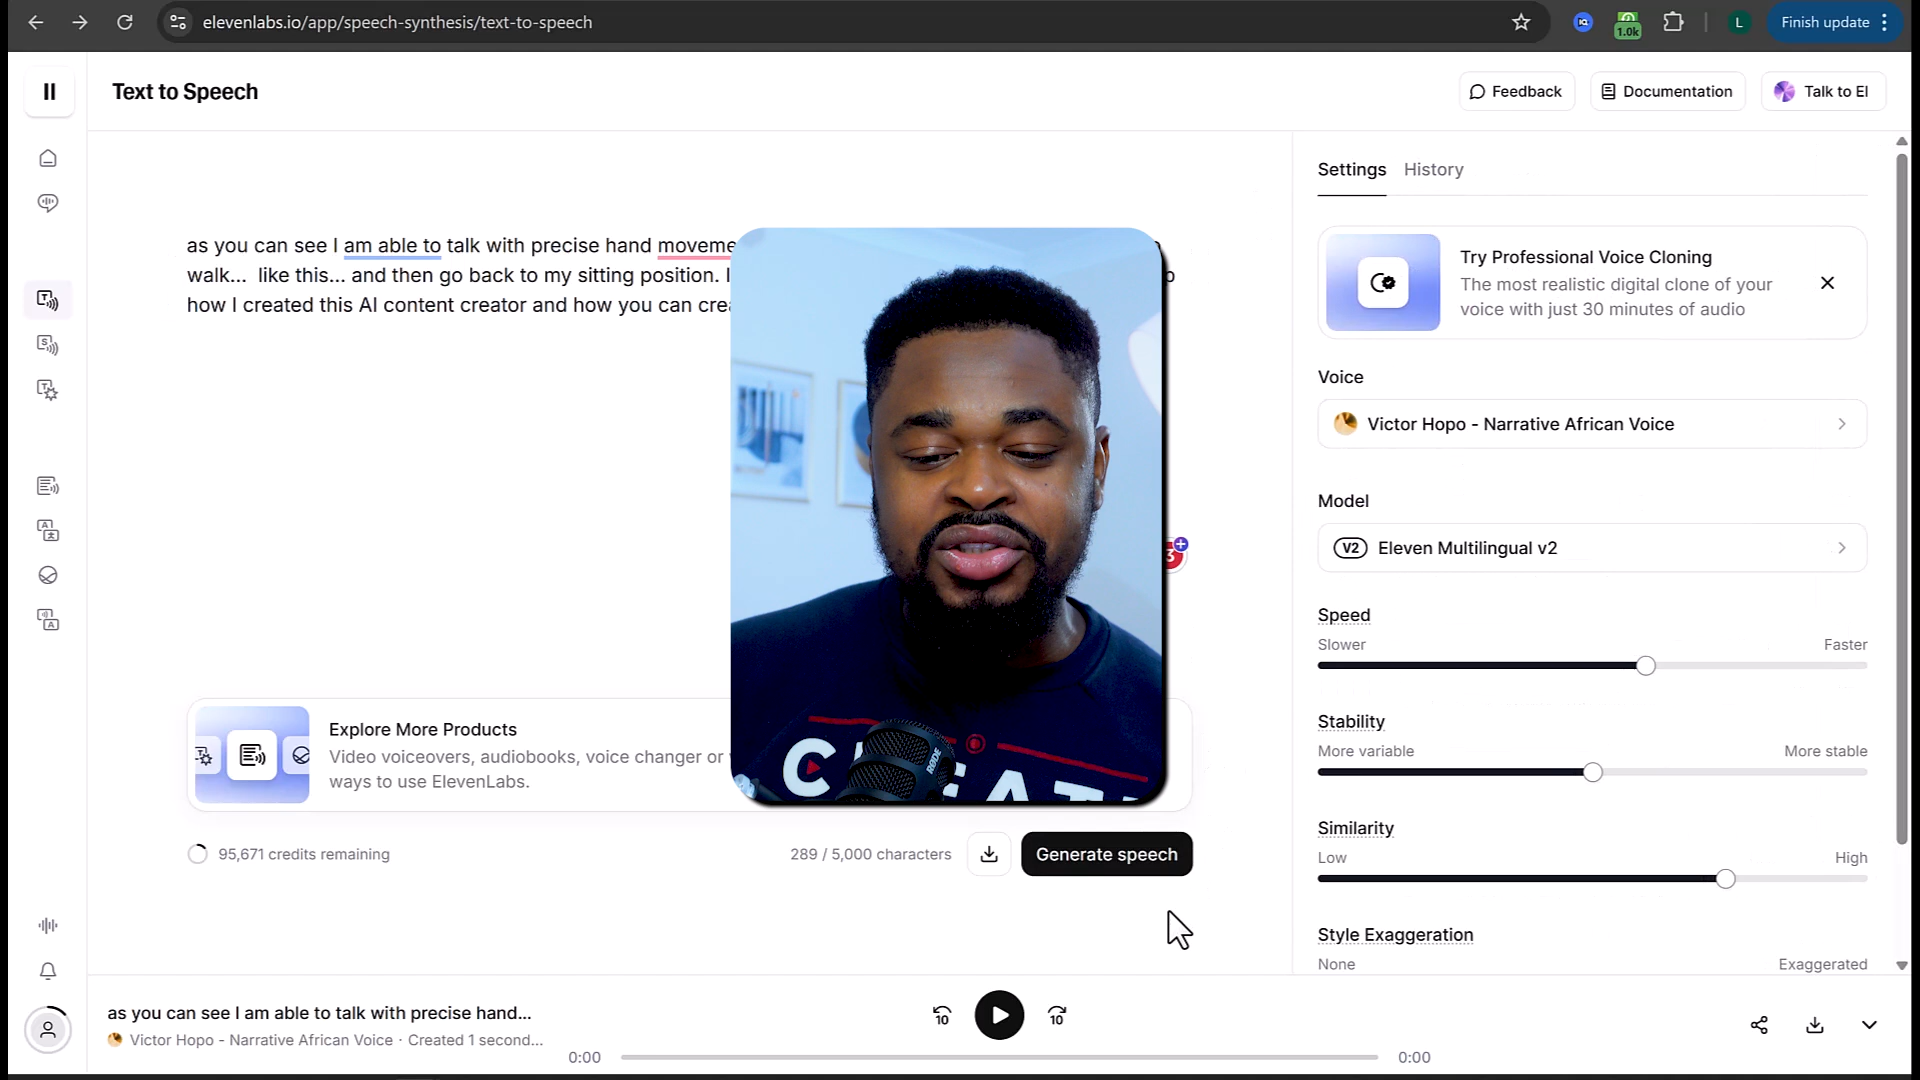 elevenlabs.io/app/speech-synthesis/text-to-speech
1.0k
L
Finish update
Text to Speech
Feedback
Documentation
Talk to El
Settings
History
as you can see I am able to talk with precise hand
walk... like this... and then go back to my sitting position.
how I created this AI content creator and how you can
Try Professional Voice Cloning
The most realistic digital clone of your
voice with just 30 minutes of audio
Voice
Victor Hopo - Narrative African Voice
Model
V2 Eleven Multilingual v2
Speed
Slower Faster
Stability
More variable More stable
Similarity
Low High
Style Exaggeration
None Exaggerated
Explore More Products
Video voiceovers, audiobooks, voice changer or
ways to use ElevenLabs.
RØDE
95,671 credits remaining
289 / 5,000 characters
Generate speech
as you can see I am able to talk with precise hand...
Victor Hopo - Narrative African Voice · Created 1 second...
10
10
0:00
0:00